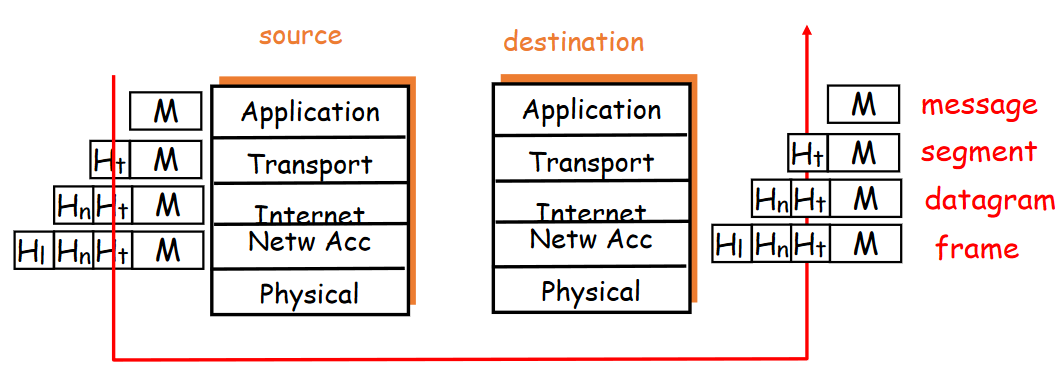 source destination
M Application Application M message
Ht M Transport Transport Ht M segment
Hn Ht M Internet Internet Hn Ht M datagram
Hl Hn Ht M Netw Acc Netw Acc Hl Hn Ht M frame
Physical Physical